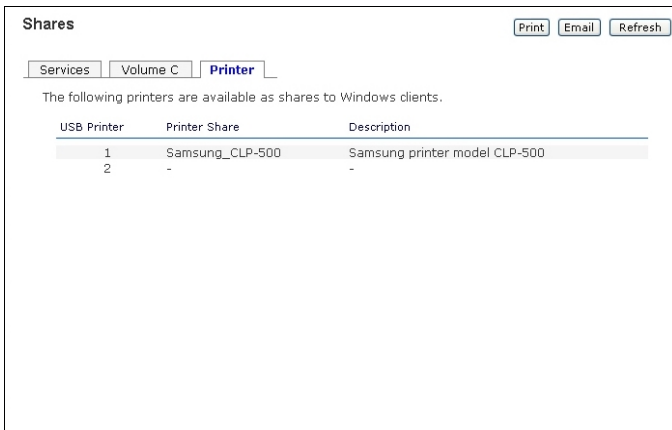 Shares
Print Email Refresh
Services Volume C Printer
The following printers are available as shares to Windows clients.
USB Printer Printer Share Description
1 Samsung_CLP-500 Samsung printer model CLP-500
2 - -